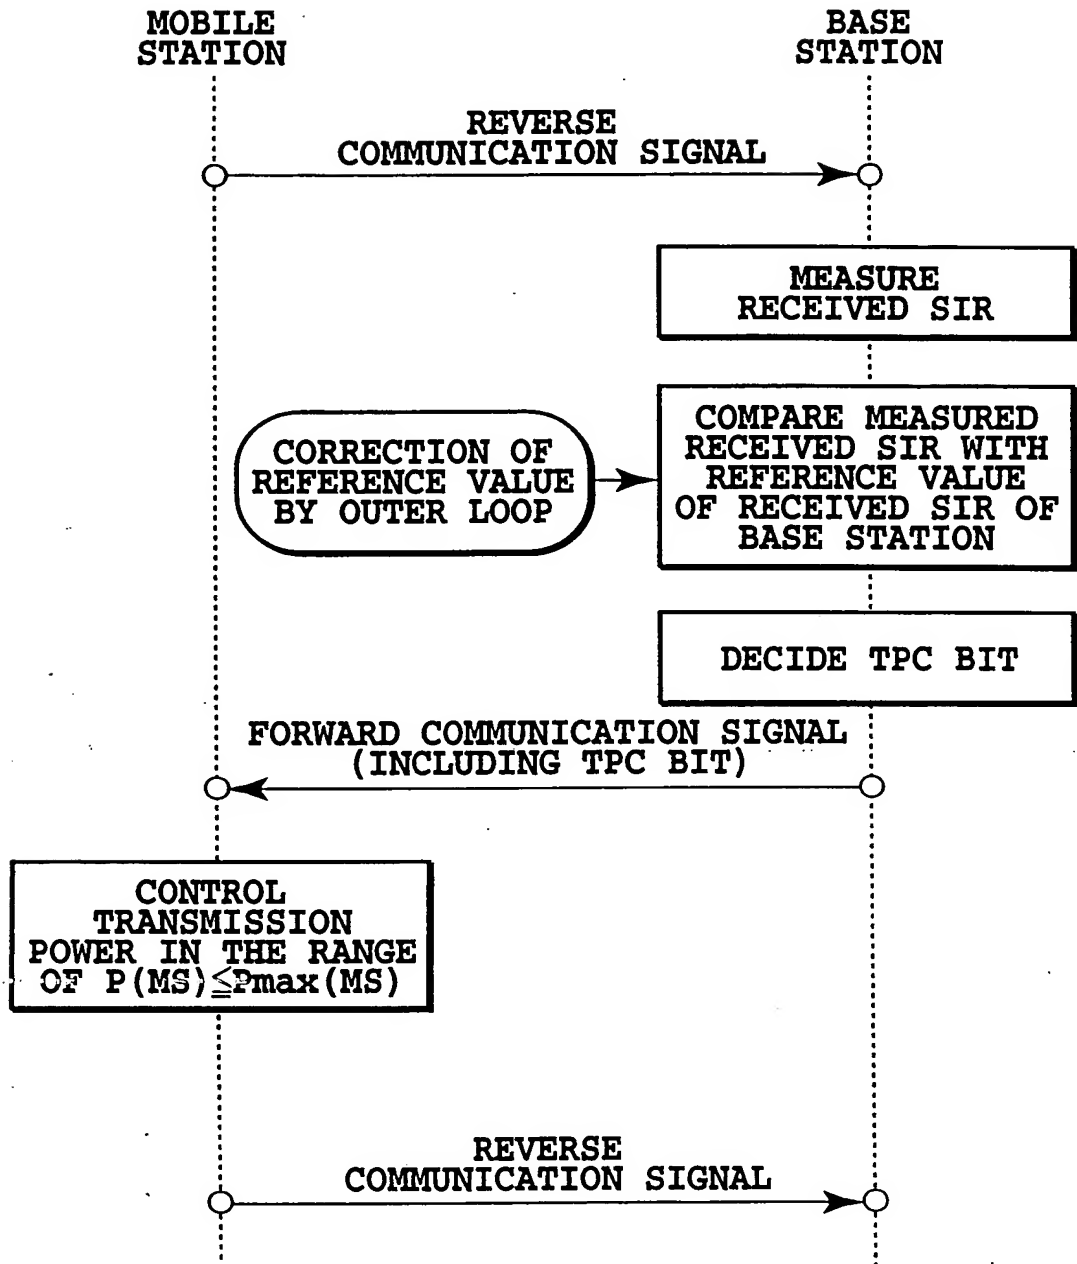 MOBILE
STATION
BASE
STATION
REVERSE
COMMUNICATION SIGNAL
MEASURE
RECEIVED SIR
CORRECTION OF
REFERENCE VALUE
BY OUTER LOOP
COMPARE MEASURED
RECEIVED SIR WITH
REFERENCE VALUE
OF RECEIVED SIR OF
BASE STATION
DECIDE TPC BIT
FORWARD COMMUNICATION SIGNAL
(INCLUDING TPC BIT)
CONTROL
TRANSMISSION
POWER IN THE RANGE
OF P(MS)≦Pmax(MS)
REVERSE
COMMUNICATION SIGNAL